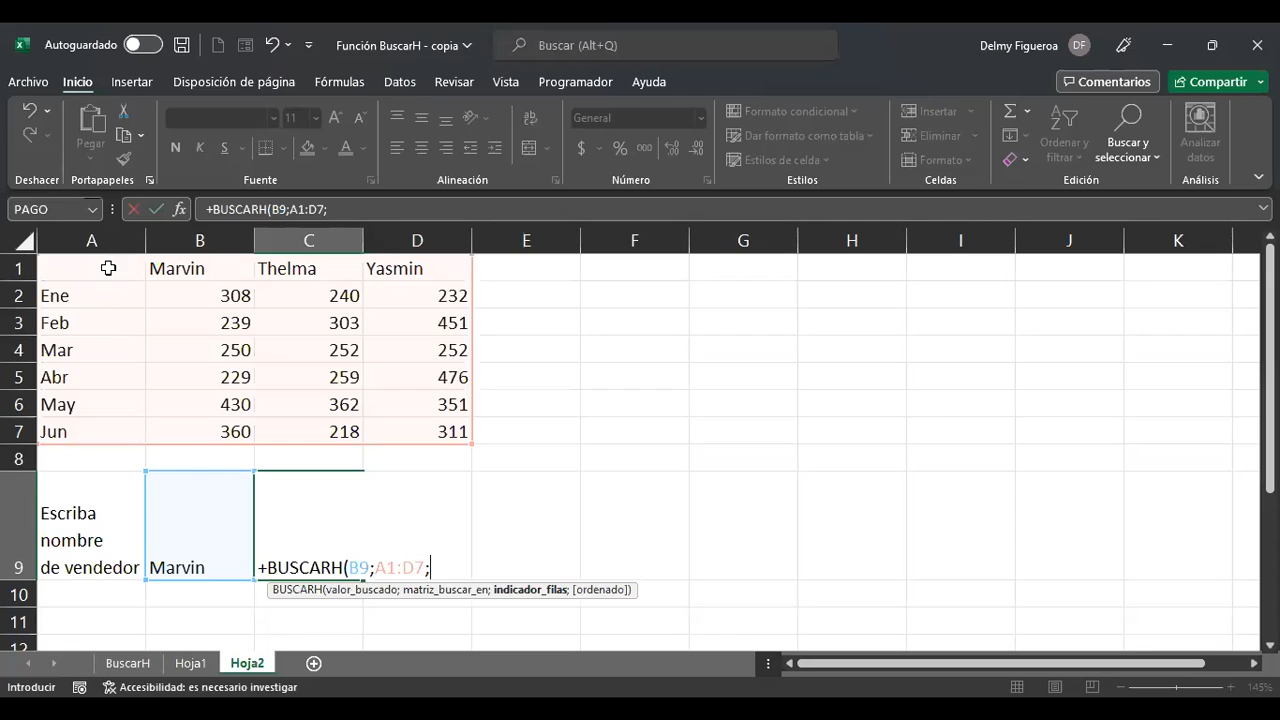 Autoguardado Función BuscarH - copia Buscar (Alt+Q) Delmy Figueroa DF
Archivo Inicio Insertar Disposición de página Fórmulas Datos Revisar Vista Programador Ayuda Comentarios Compartir
Pegar
11
N K S
General
$ % 000
Formato condicional
Dar formato como tabla
Estilos de celda
Insertar
Eliminar
Formato
Ordenar y
filtrar
Buscar y
seleccionar
Analizar
datos
Deshacer Portapapeles Fuente Alineación Número Estilos Celdas Edición Análisis
PAGO fx +BUSCARH(B9;A1:D7;
A B C D E F G H I J K
1 Marvin Thelma Yasmin
2 Ene 308 240 232
3 Feb 239 303 451
4 Mar 250 252 252
5 Abr 229 259 476
6 May 430 362 351
7 Jun 360 218 311
8
Escriba
nombre
9 de vendedor Marvin +BUSCARH(B9;A1:D7;
BUSCARH(valor_buscado; matriz_buscar_en; indicador_filas; [ordenado])
10
11
12
BuscarH Hoja1 Hoja2
Introducir Accesibilidad: es necesario investigar 145%